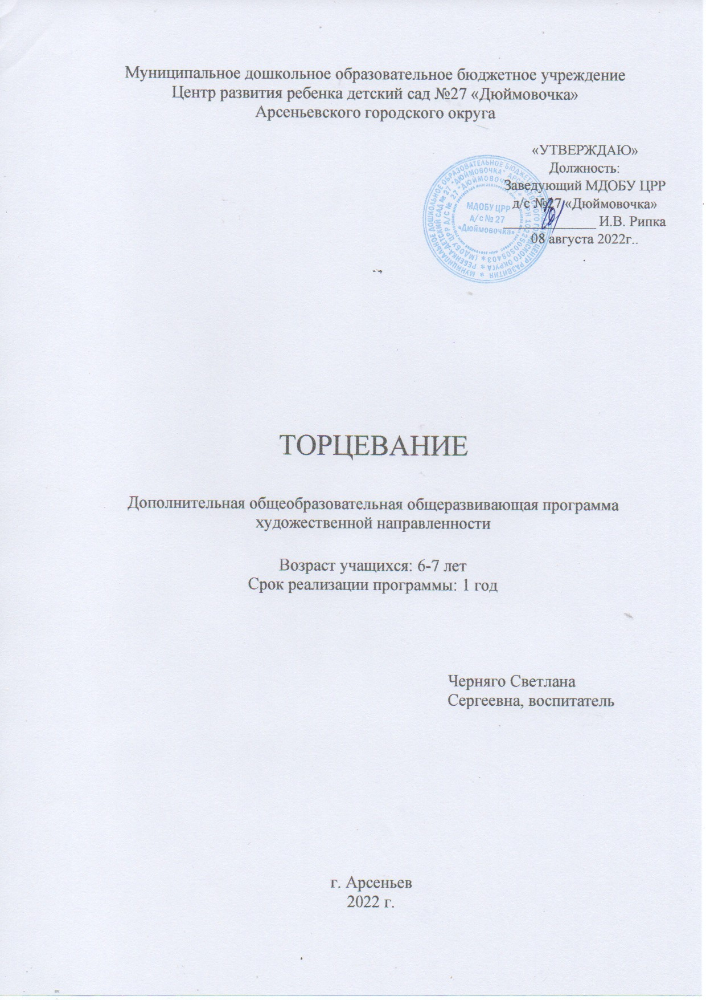 Муниципальное дошкольное образовательное бюджетное учреждение
Центр развития ребенка детский сад №27 «Дюймовочка»
Арсеньевского городского округа
«УТВЕРЖДАЮ»
Должность:
Заведующий МДОБУ ЦРР
д/с №27 «Дюймовочка»
_____________ И.В. Рипка
08 августа 2022г..
МДОБУ ЦРР
д/с № 27
«Дюймовочка»
ТОРЦЕВАНИЕ
Дополнительная общеобразовательная общеразвивающая программа
художественной направленности
Возраст учащихся: 6-7 лет
Срок реализации программы: 1 год
Черняго Светлана
Сергеевна, воспитатель
г. Арсеньев
2022 г.